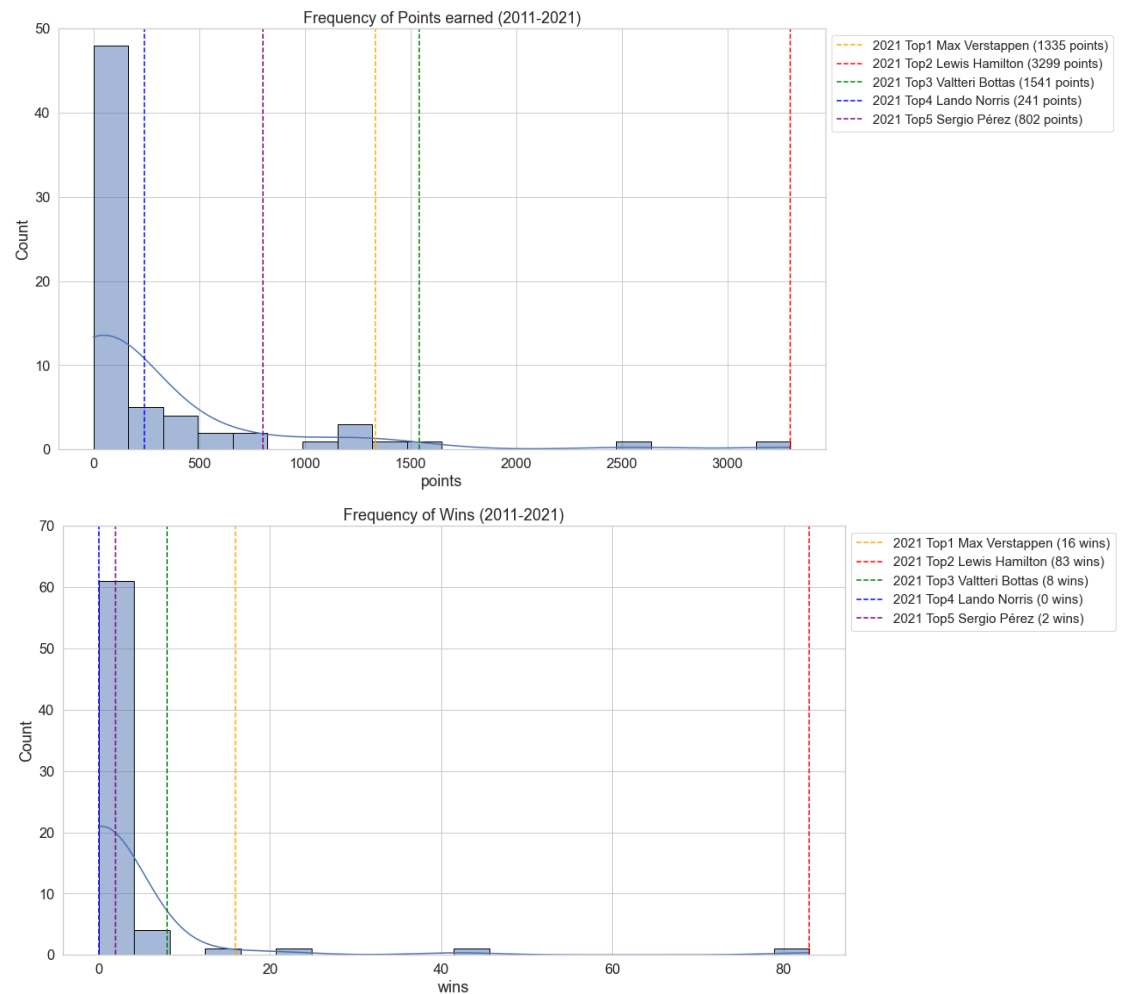 Frequency of Points earned (2011-2021)
50
40
30
20
10
0
Count
0 500 1000 1500 2000 2500 3000
points
2021 Top1 Max Verstappen (1335 points)
2021 Top2 Lewis Hamilton (3299 points)
2021 Top3 Valtteri Bottas (1541 points)
2021 Top4 Lando Norris (241 points)
2021 Top5 Sergio Pérez (802 points)
Frequency of Wins (2011-2021)
70
60
50
40
30
20
10
0
Count
0 20 40 60 80
wins
2021 Top1 Max Verstappen (16 wins)
2021 Top2 Lewis Hamilton (83 wins)
2021 Top3 Valtteri Bottas (8 wins)
2021 Top4 Lando Norris (0 wins)
2021 Top5 Sergio Pérez (2 wins)